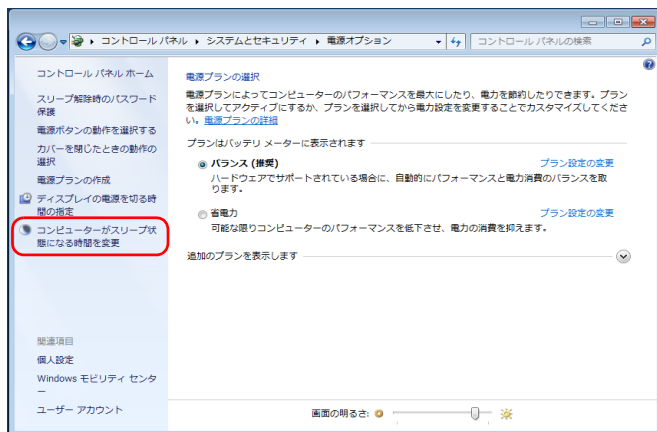 コントロール パネル ▸ システムとセキュリティ ▸ 電源オプション
コントロール パネルの検索
コントロール パネル ホーム
スリープ解除時のパスワード
保護
電源ボタンの動作を選択する
カバーを閉じたときの動作の
選択
電源プランの作成
ディスプレイの電源を切る時
間の指定
コンピューターがスリープ状
態になる時間を変更
関連項目
個人設定
Windows モビリティ センタ
ー
ユーザー アカウント
電源プランの選択
電源プランによってコンピューターのパフォーマンスを最大にしたり、電力を節約したりできます。プラン
を選択してアクティブにするか、プランを選択してから電力設定を変更することでカスタマイズしてくださ
い。電源プランの詳細
プランはバッテリ メーターに表示されます
バランス (推奨) プラン設定の変更
ハードウェアでサポートされている場合に、自動的にパフォーマンスと電力消費のバランスを取
ります。
省電力 プラン設定の変更
可能な限りコンピューターのパフォーマンスを低下させ、電力の消費を抑えます。
追加のプランを表示します
画面の明るさ: